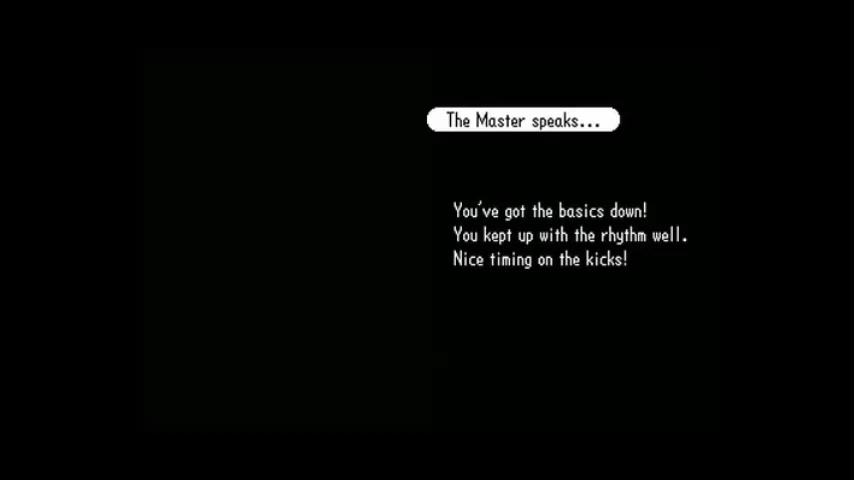 The Master speaks...
You've got the basics down!
You kept up with the rhythm well.
Nice timing on the kicks!